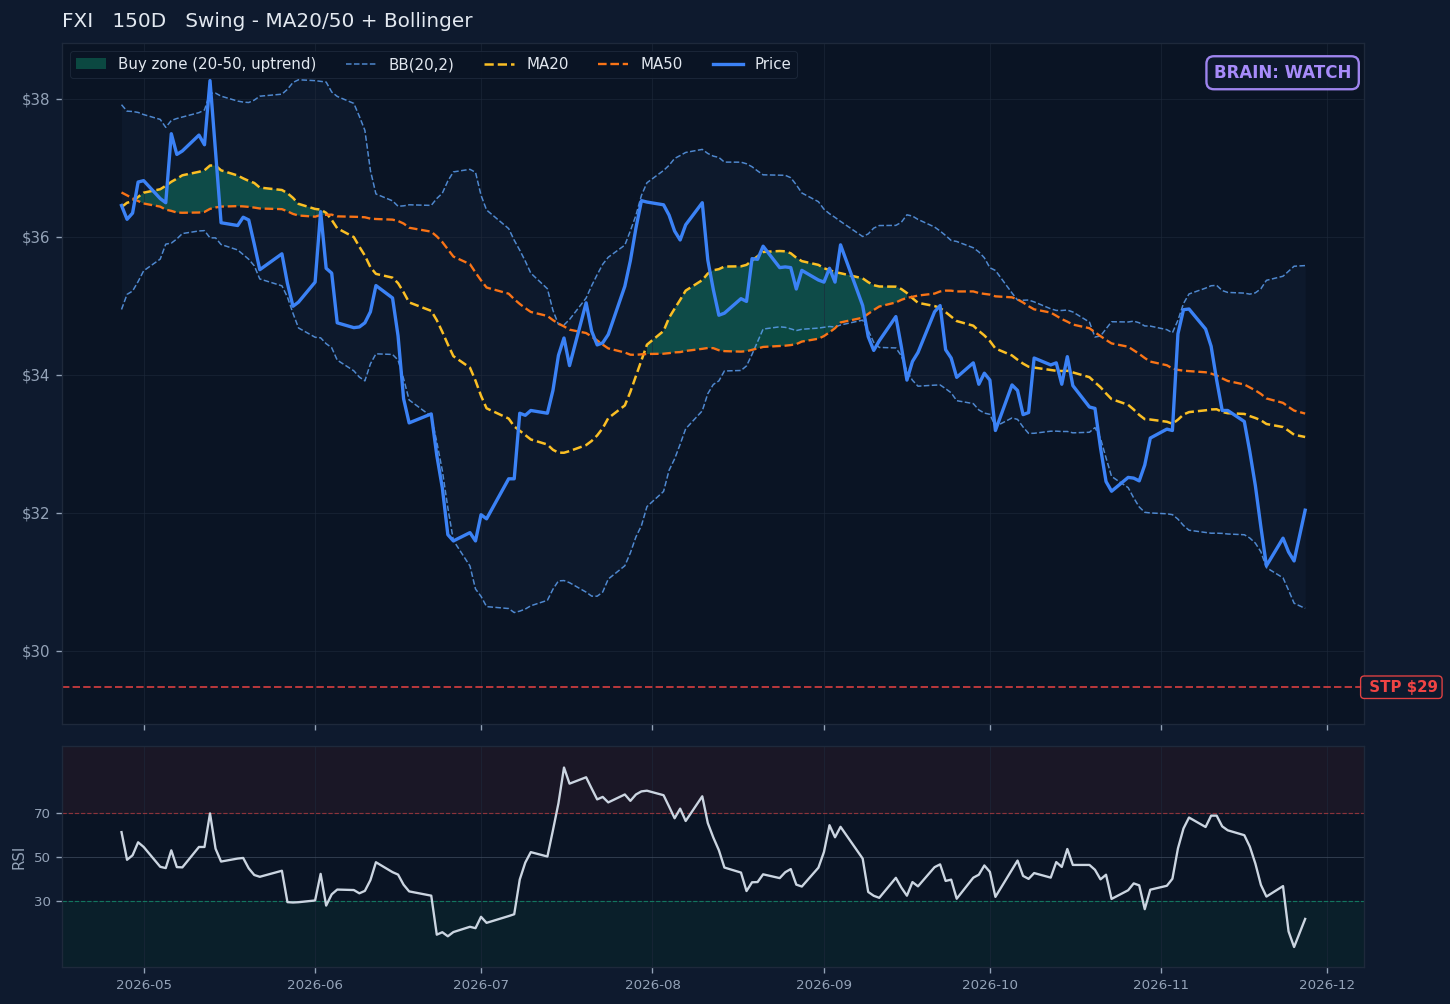 FXI   150D   Swing - MA20/50 + Bollinger
Buy zone (20-50, uptrend)   BB(20,2)   MA20   MA50   Price
BRAIN: WATCH
$38
$36
$34
$32
$30
STP $29
RSI
70
50
30
2026-05   2026-06   2026-07   2026-08   2026-09   2026-10   2026-11   2026-12